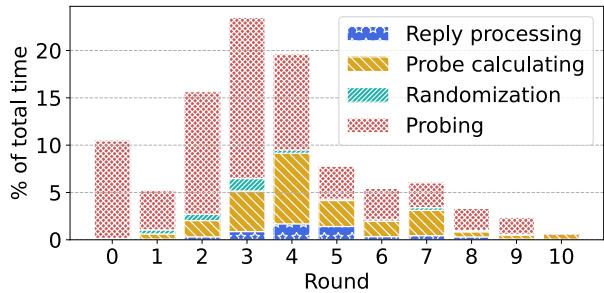 % of total time
20
15
10
5
0
Reply processing
Probe calculating
Randomization
Probing
0 1 2 3 4 5 6 7 8 9 10
Round